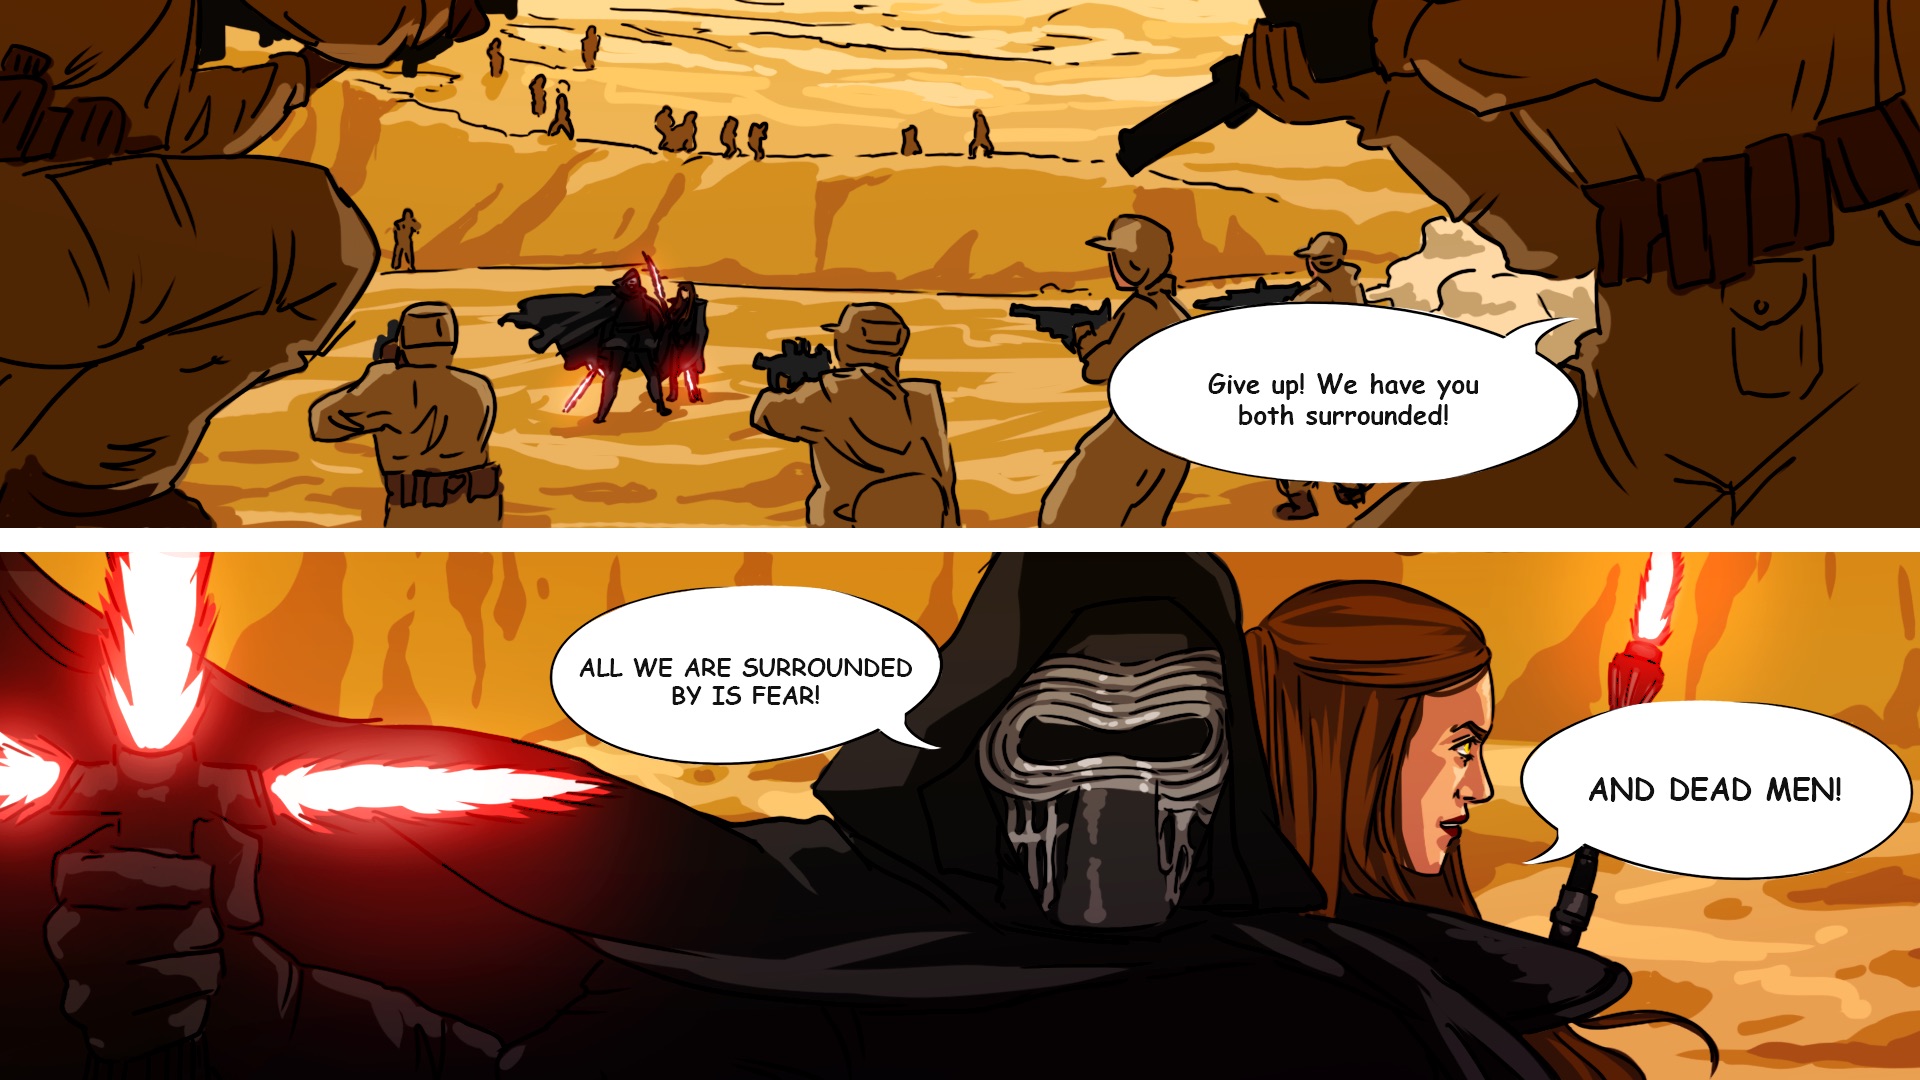 Give up! We have you
both surrounded!
ALL WE ARE SURROUNDED
BY IS FEAR!
AND DEAD MEN!